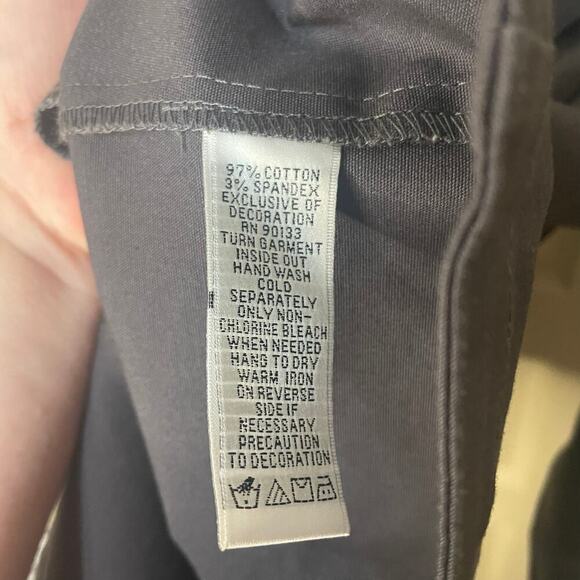 97% COTTON
3% SPANDEX
EXCLUSIVE OF
DECORATION
RN 90133
TURN GARMENT
INSIDE OUT
HAND WASH
COLD
SEPARATELY
ONLY NON-
CHLORINE BLEACH
WHEN NEEDED
HANG TO DRY
WARM IRON
ON REVERSE
SIDE IF
NECESSARY
PRECAUTION
TO DECORATION